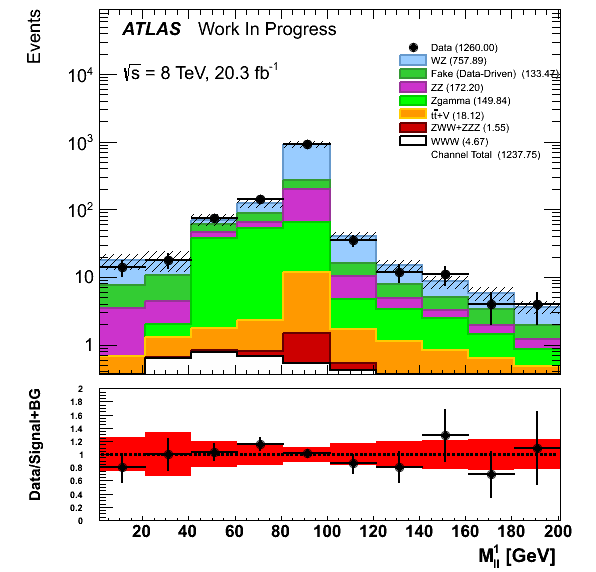 Events
ATLAS Work In Progress
√s = 8 TeV, 20.3 fb⁻¹
Data (1260.00)
WZ (757.89)
Fake (Data-Driven) (133.47)
ZZ (172.20)
Zgamma (149.84)
tt̄+V (18.12)
ZWW+ZZZ (1.55)
WWW (4.67)
Channel Total (1237.75)
10⁴
10³
10²
10
1
Data/Signal+BG
2
1.8
1.6
1.4
1.2
1
0.8
0.6
0.4
0.2
0
20 40 60 80 100 120 140 160 180 200
M¹ll [GeV]